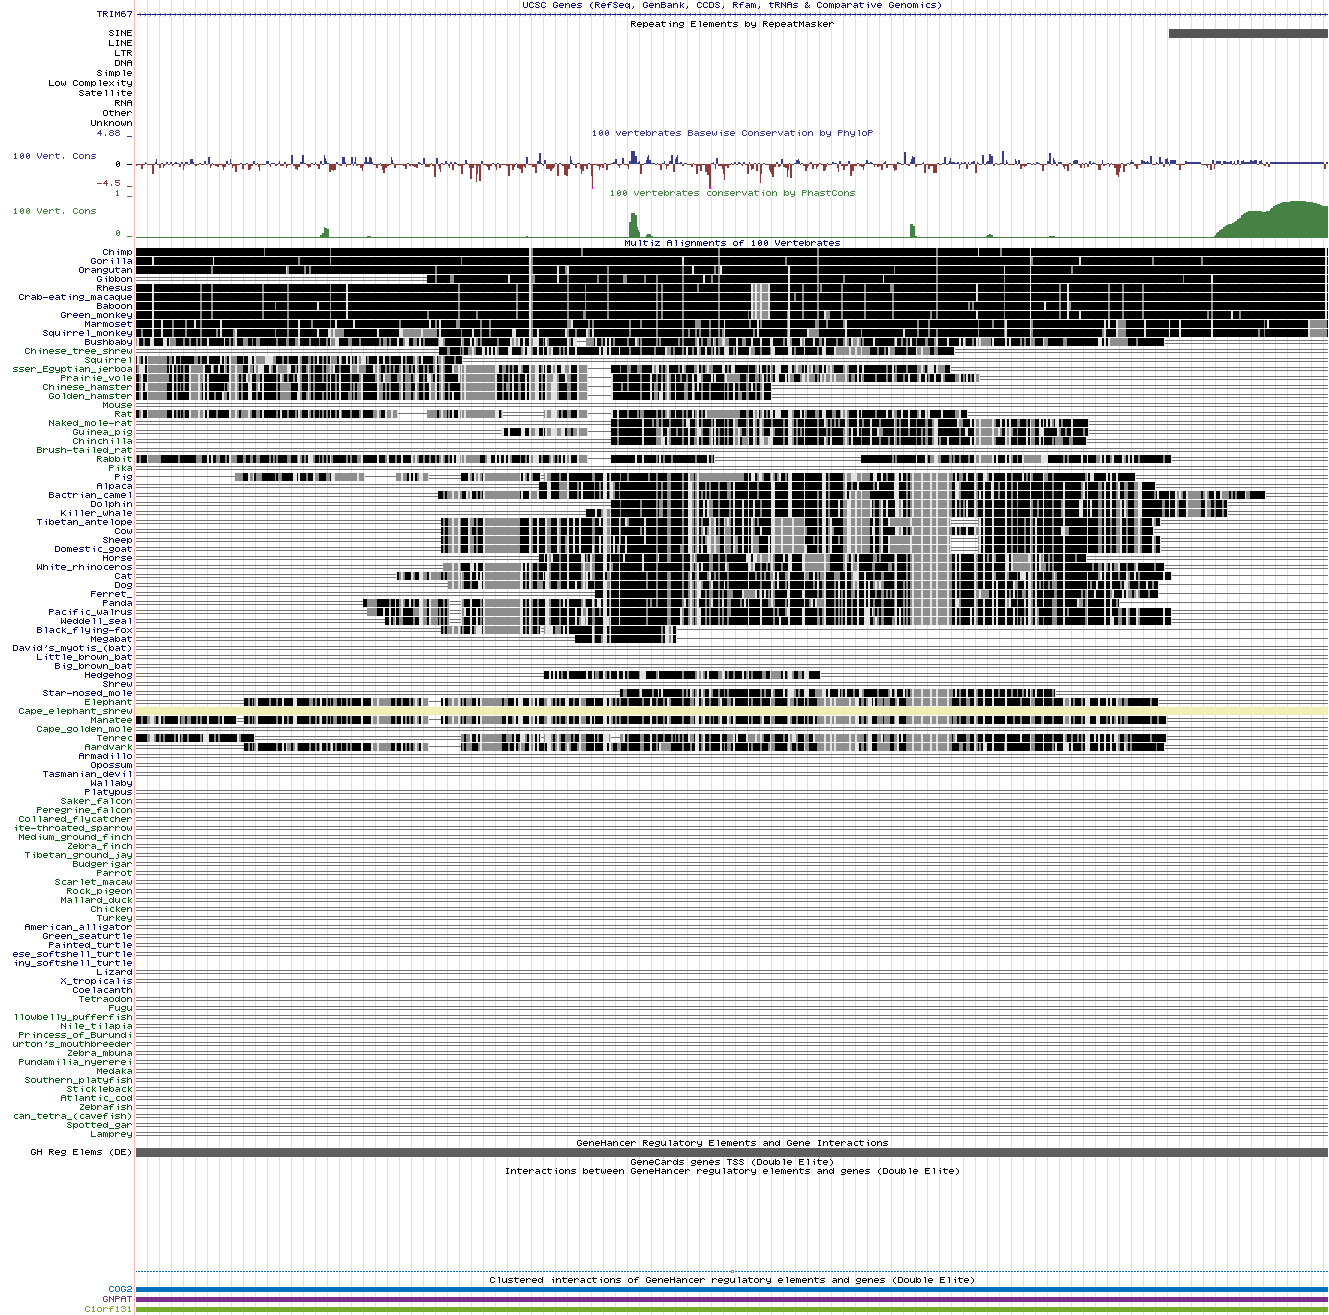 UCSC Genes (RefSeq, GenBank, CCDS, Rfam, tRNAs & Comparative Genomics)
TRIM67
Repeating Elements by RepeatMasker
SINE
LINE
LTR
DNA
Simple
Low Complexity
Satellite
RNA
Other
Unknown
4.88 _
100 vertebrates Basewise Conservation by PhyloP
100 Vert. Cons
0 _
-4.5 _
1 _
100 vertebrates conservation by PhastCons
100 Vert. Cons
0 _
Multiz Alignments of 100 Vertebrates
Chimp
Gorilla
Orangutan
Gibbon
Rhesus
Crab-eating_macaque
Baboon
Green_monkey
Marmoset
Squirrel_monkey
Bushbaby
Chinese_tree_shrew
Squirrel
sser_Egyptian_jerboa
Prairie_vole
Chinese_hamster
Golden_hamster
Mouse
Rat
Naked_mole-rat
Guinea_pig
Chinchilla
Brush-tailed_rat
Rabbit
Pika
Pig
Alpaca
Bactrian_camel
Dolphin
Killer_whale
Tibetan_antelope
Cow
Sheep
Domestic_goat
Horse
White_rhinoceros
Cat
Dog
Ferret_
Panda
Pacific_walrus
Weddell_seal
Black_flying-fox
Megabat
David's_myotis_(bat)
Little_brown_bat
Big_brown_bat
Hedgehog
Shrew
Star-nosed_mole
Elephant
Cape_elephant_shrew
Manatee
Cape_golden_mole
Tenrec
Aardvark
Armadillo
Opossum
Tasmanian_devil
Wallaby
Platypus
Saker_falcon
Peregrine_falcon
Collared_flycatcher
ite-throated_sparrow
Medium_ground_finch
Zebra_finch
Tibetan_ground_jay
Budgerigar
Parrot
Scarlet_macaw
Rock_pigeon
Mallard_duck
Chicken
Turkey
American_alligator
Green_seaturtle
Painted_turtle
ese_softshell_turtle
iny_softshell_turtle
Lizard
X_tropicalis
Coelacanth
Tetraodon
Fugu
llowbelly_pufferfish
Nile_tilapia
Princess_of_Burundi
urton's_mouthbreeder
Zebra_mbuna
Pundamilia_nyererei
Medaka
Southern_platyfish
Stickleback
Atlantic_cod
Zebrafish
can_tetra_(cavefish)
Spotted_gar
Lamprey
GeneHancer Regulatory Elements and Gene Interactions
GH Reg Elems (DE)
GeneCards genes TSS (Double Elite)
Interactions between GeneHancer regulatory elements and genes (Double Elite)
Clustered interactions of GeneHancer regulatory elements and genes (Double Elite)
COG2
GNPAT
C1orf131